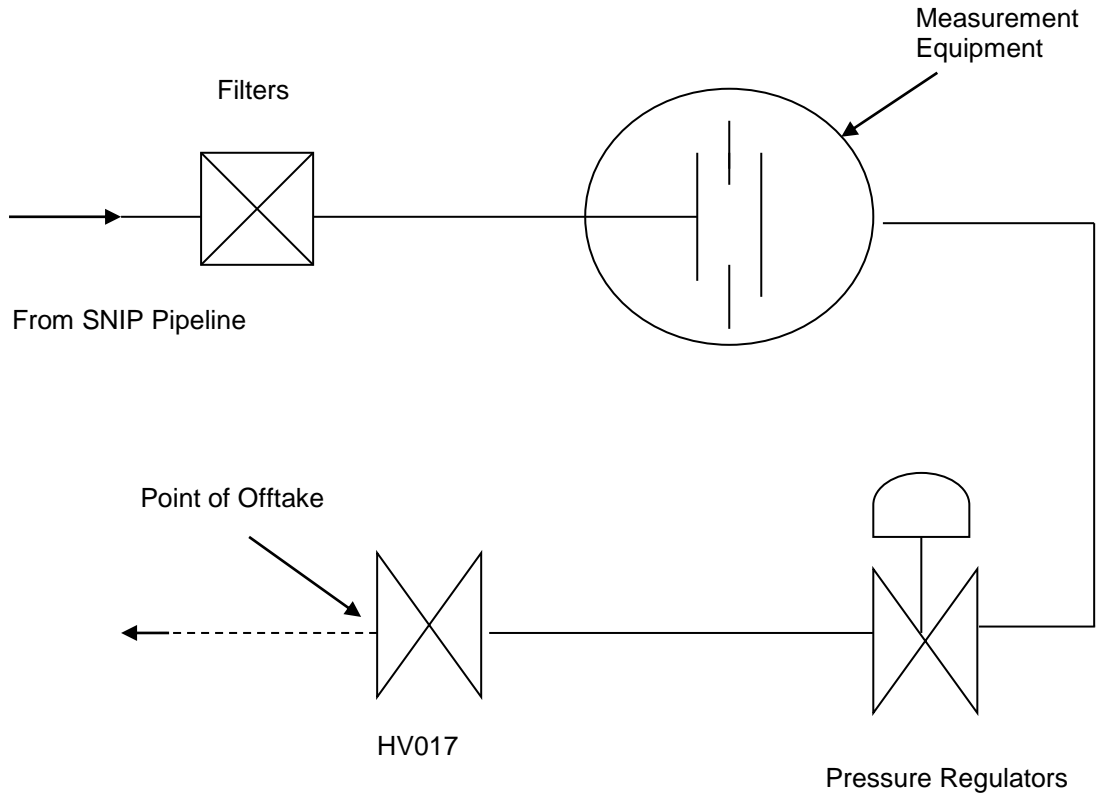 Measurement
Equipment
Filters
From SNIP Pipeline
Point of Offtake
HV017
Pressure Regulators